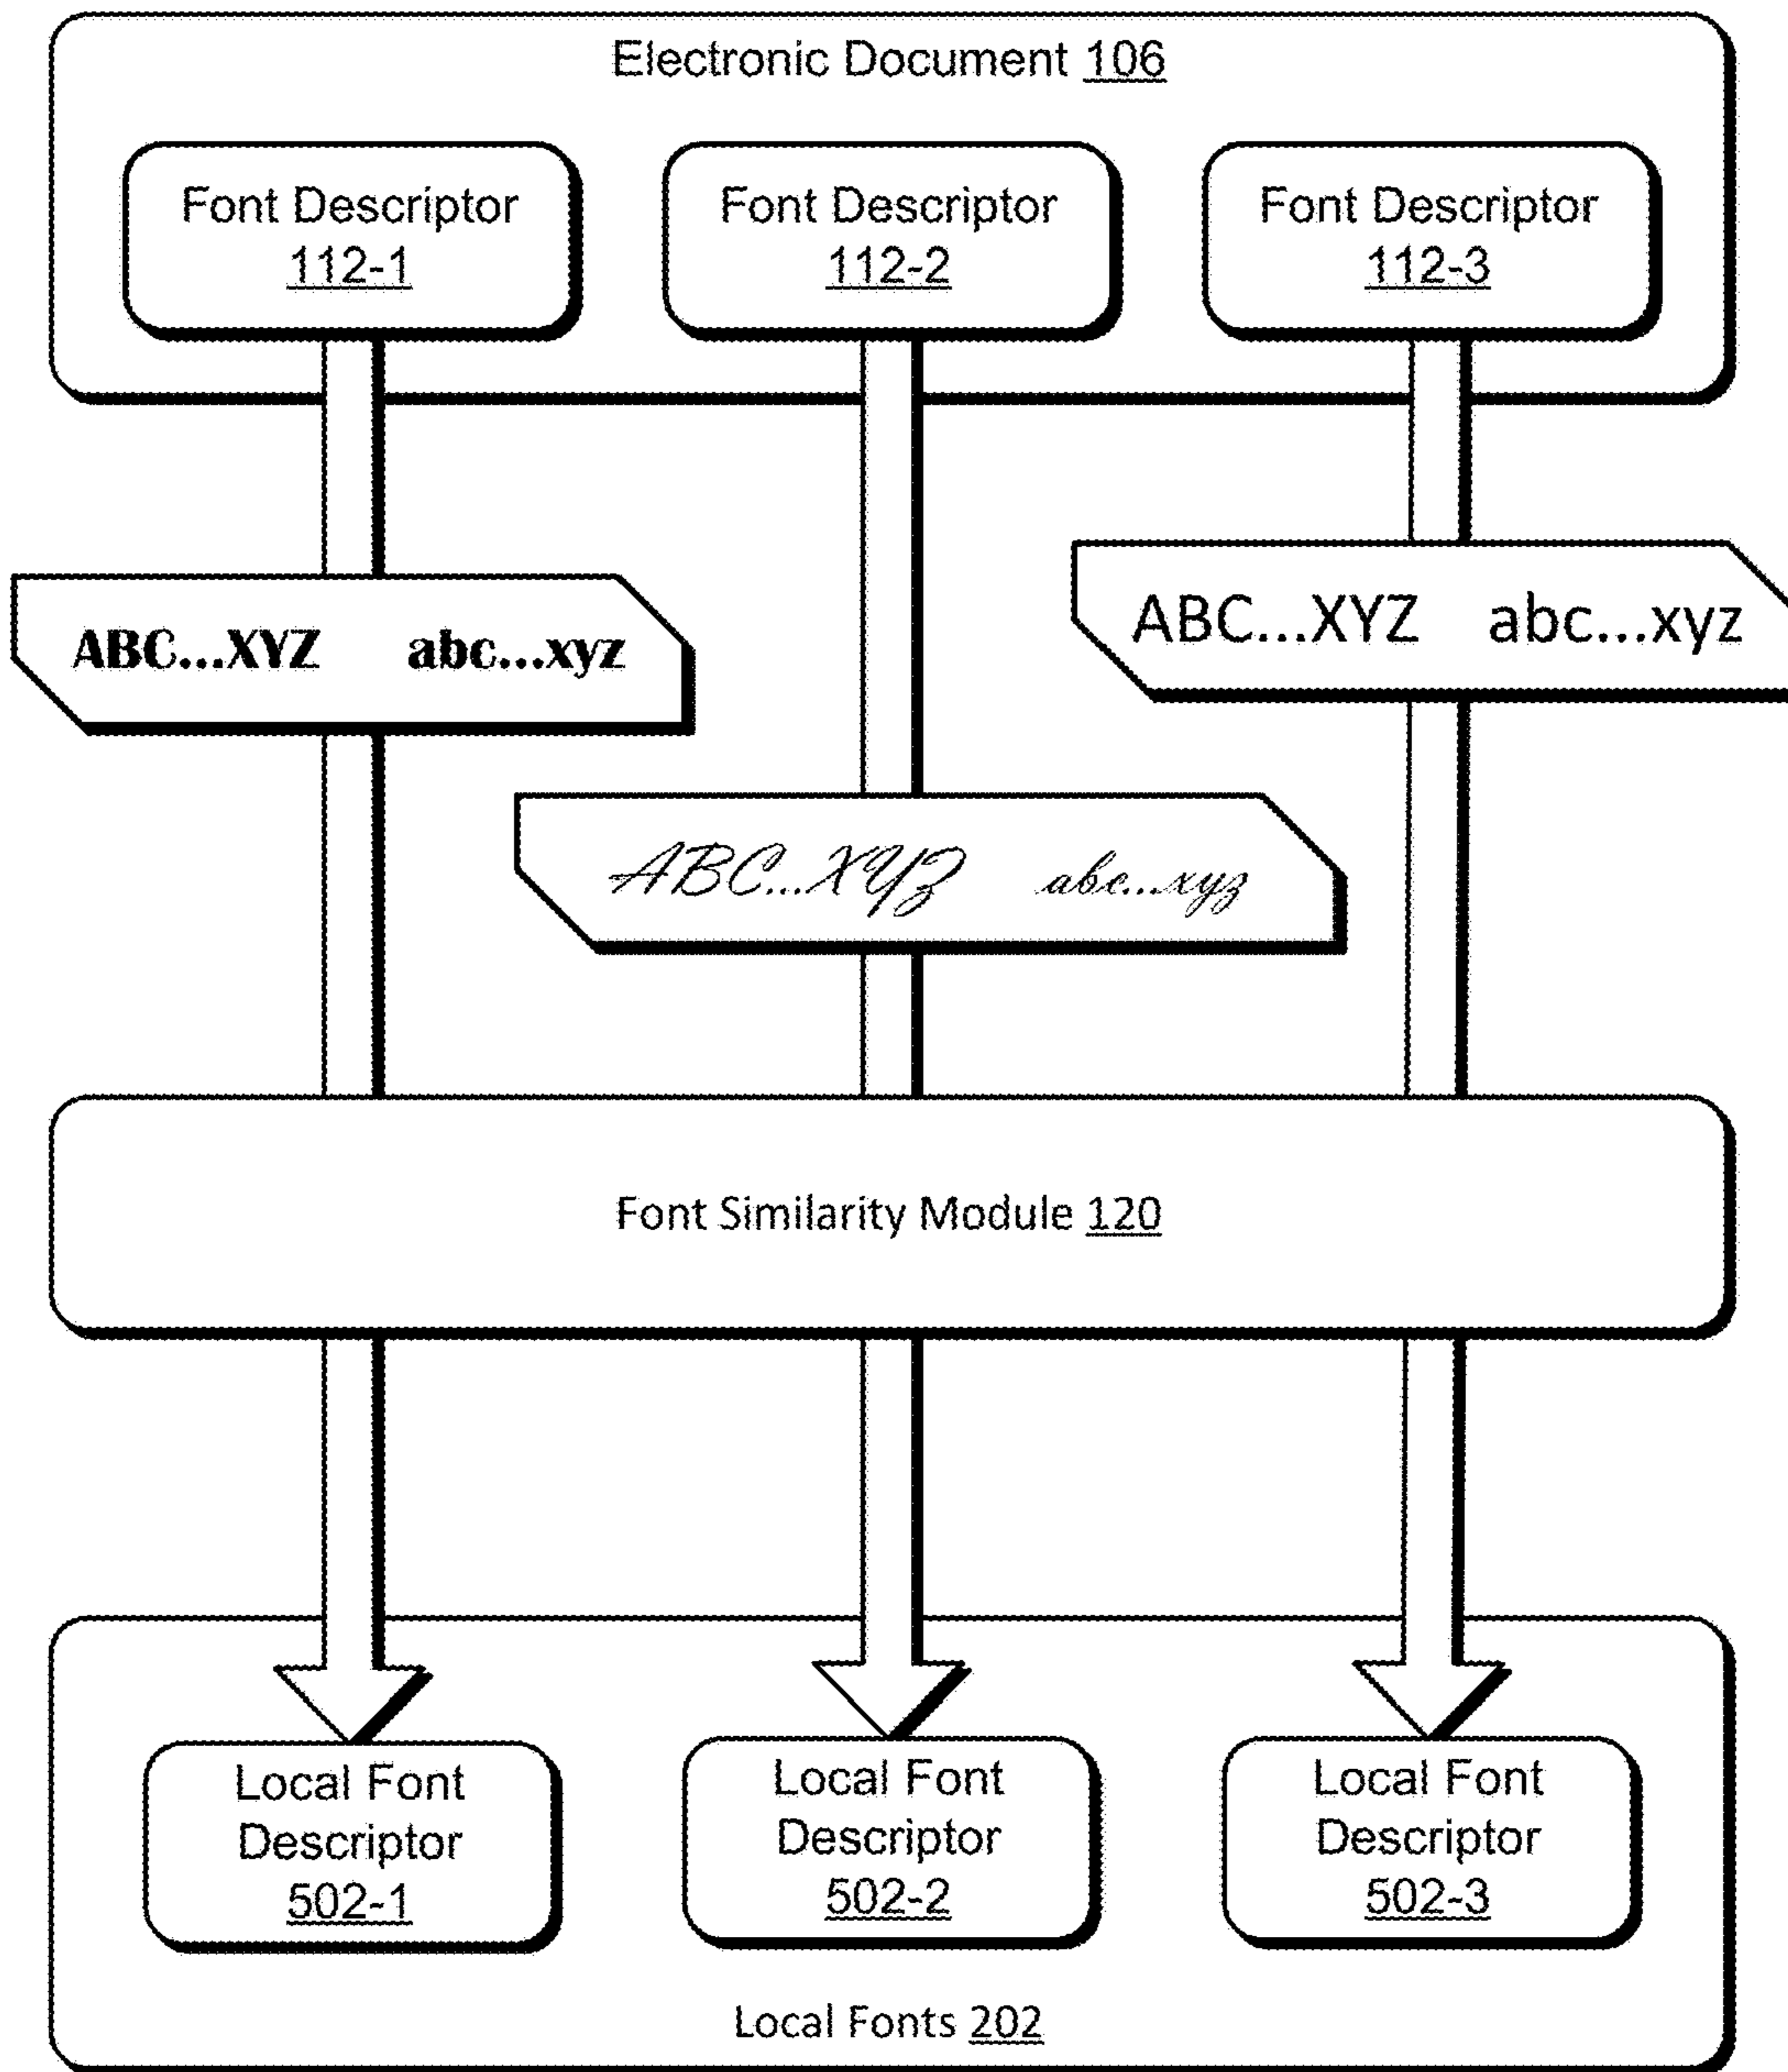 Electronic Document 106
Font Descriptor
112-1
Font Descriptor
112-2
Font Descriptor
112-3
ABC...XYZ abc...xyz
ABC...XYZ abc...xyz
ABC...XYZ abc...xyz
Font Similarity Module 120
Local Font
Descriptor
502-1
Local Font
Descriptor
502-2
Local Font
Descriptor
502-3
Local Fonts 202